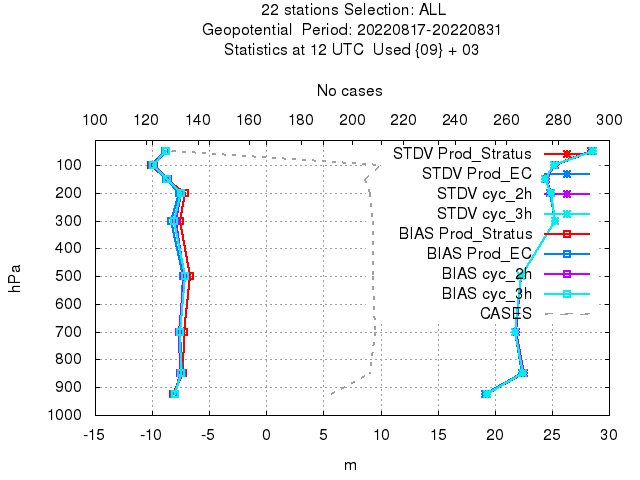 22 stations Selection: ALL
Geopotential  Period: 20220817-20220831
Statistics at 12 UTC  Used {09} + 03
No cases
100 120 140 160 180 200 220 240 260 280 300
STDV Prod_Stratus
100
STDV Prod_EC
200
STDV cyc_2h
STDV cyc_3h
300
BIAS Prod_Stratus
400
BIAS Prod_EC
500
BIAS cyc_2h
BIAS cyc_3h
600
CASES
700
800
900
1000
hPa
-15 -10 -5 0 5 10 15 20 25 30
m